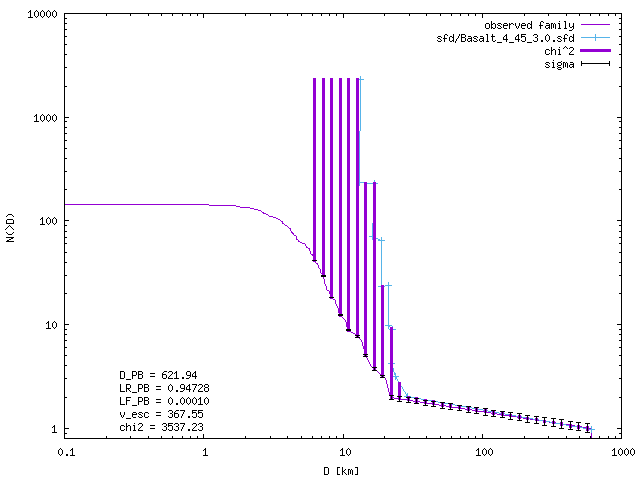 10000
1000
100
10
1
N(>D)
observed family
sfd/Basalt_4_45_3.0.sfd
chi^2
sigma
D_PB = 621.94
LR_PB = 0.94728
LF_PB = 0.00010
v_esc = 367.55
chi2 = 3537.23
0.1 1 10 100 1000
D [km]